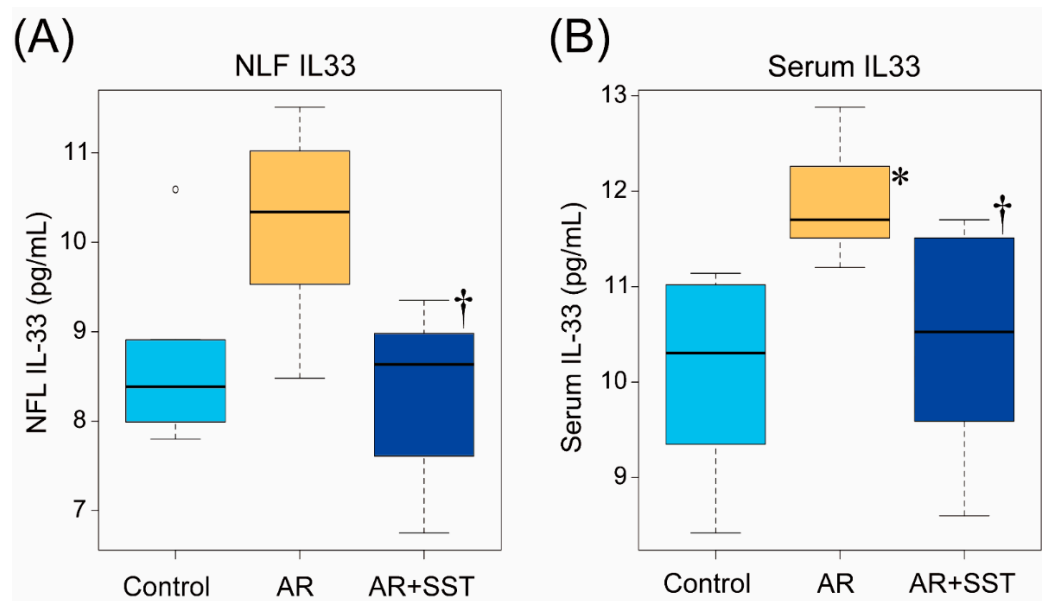 (A)
NLF IL33
NFL IL-33 (pg/mL)
11
10
9
8
7
†
Control AR AR+SST
(B)
Serum IL33
Serum IL-33 (pg/mL)
13
12
11
10
9
*
†
Control AR AR+SST